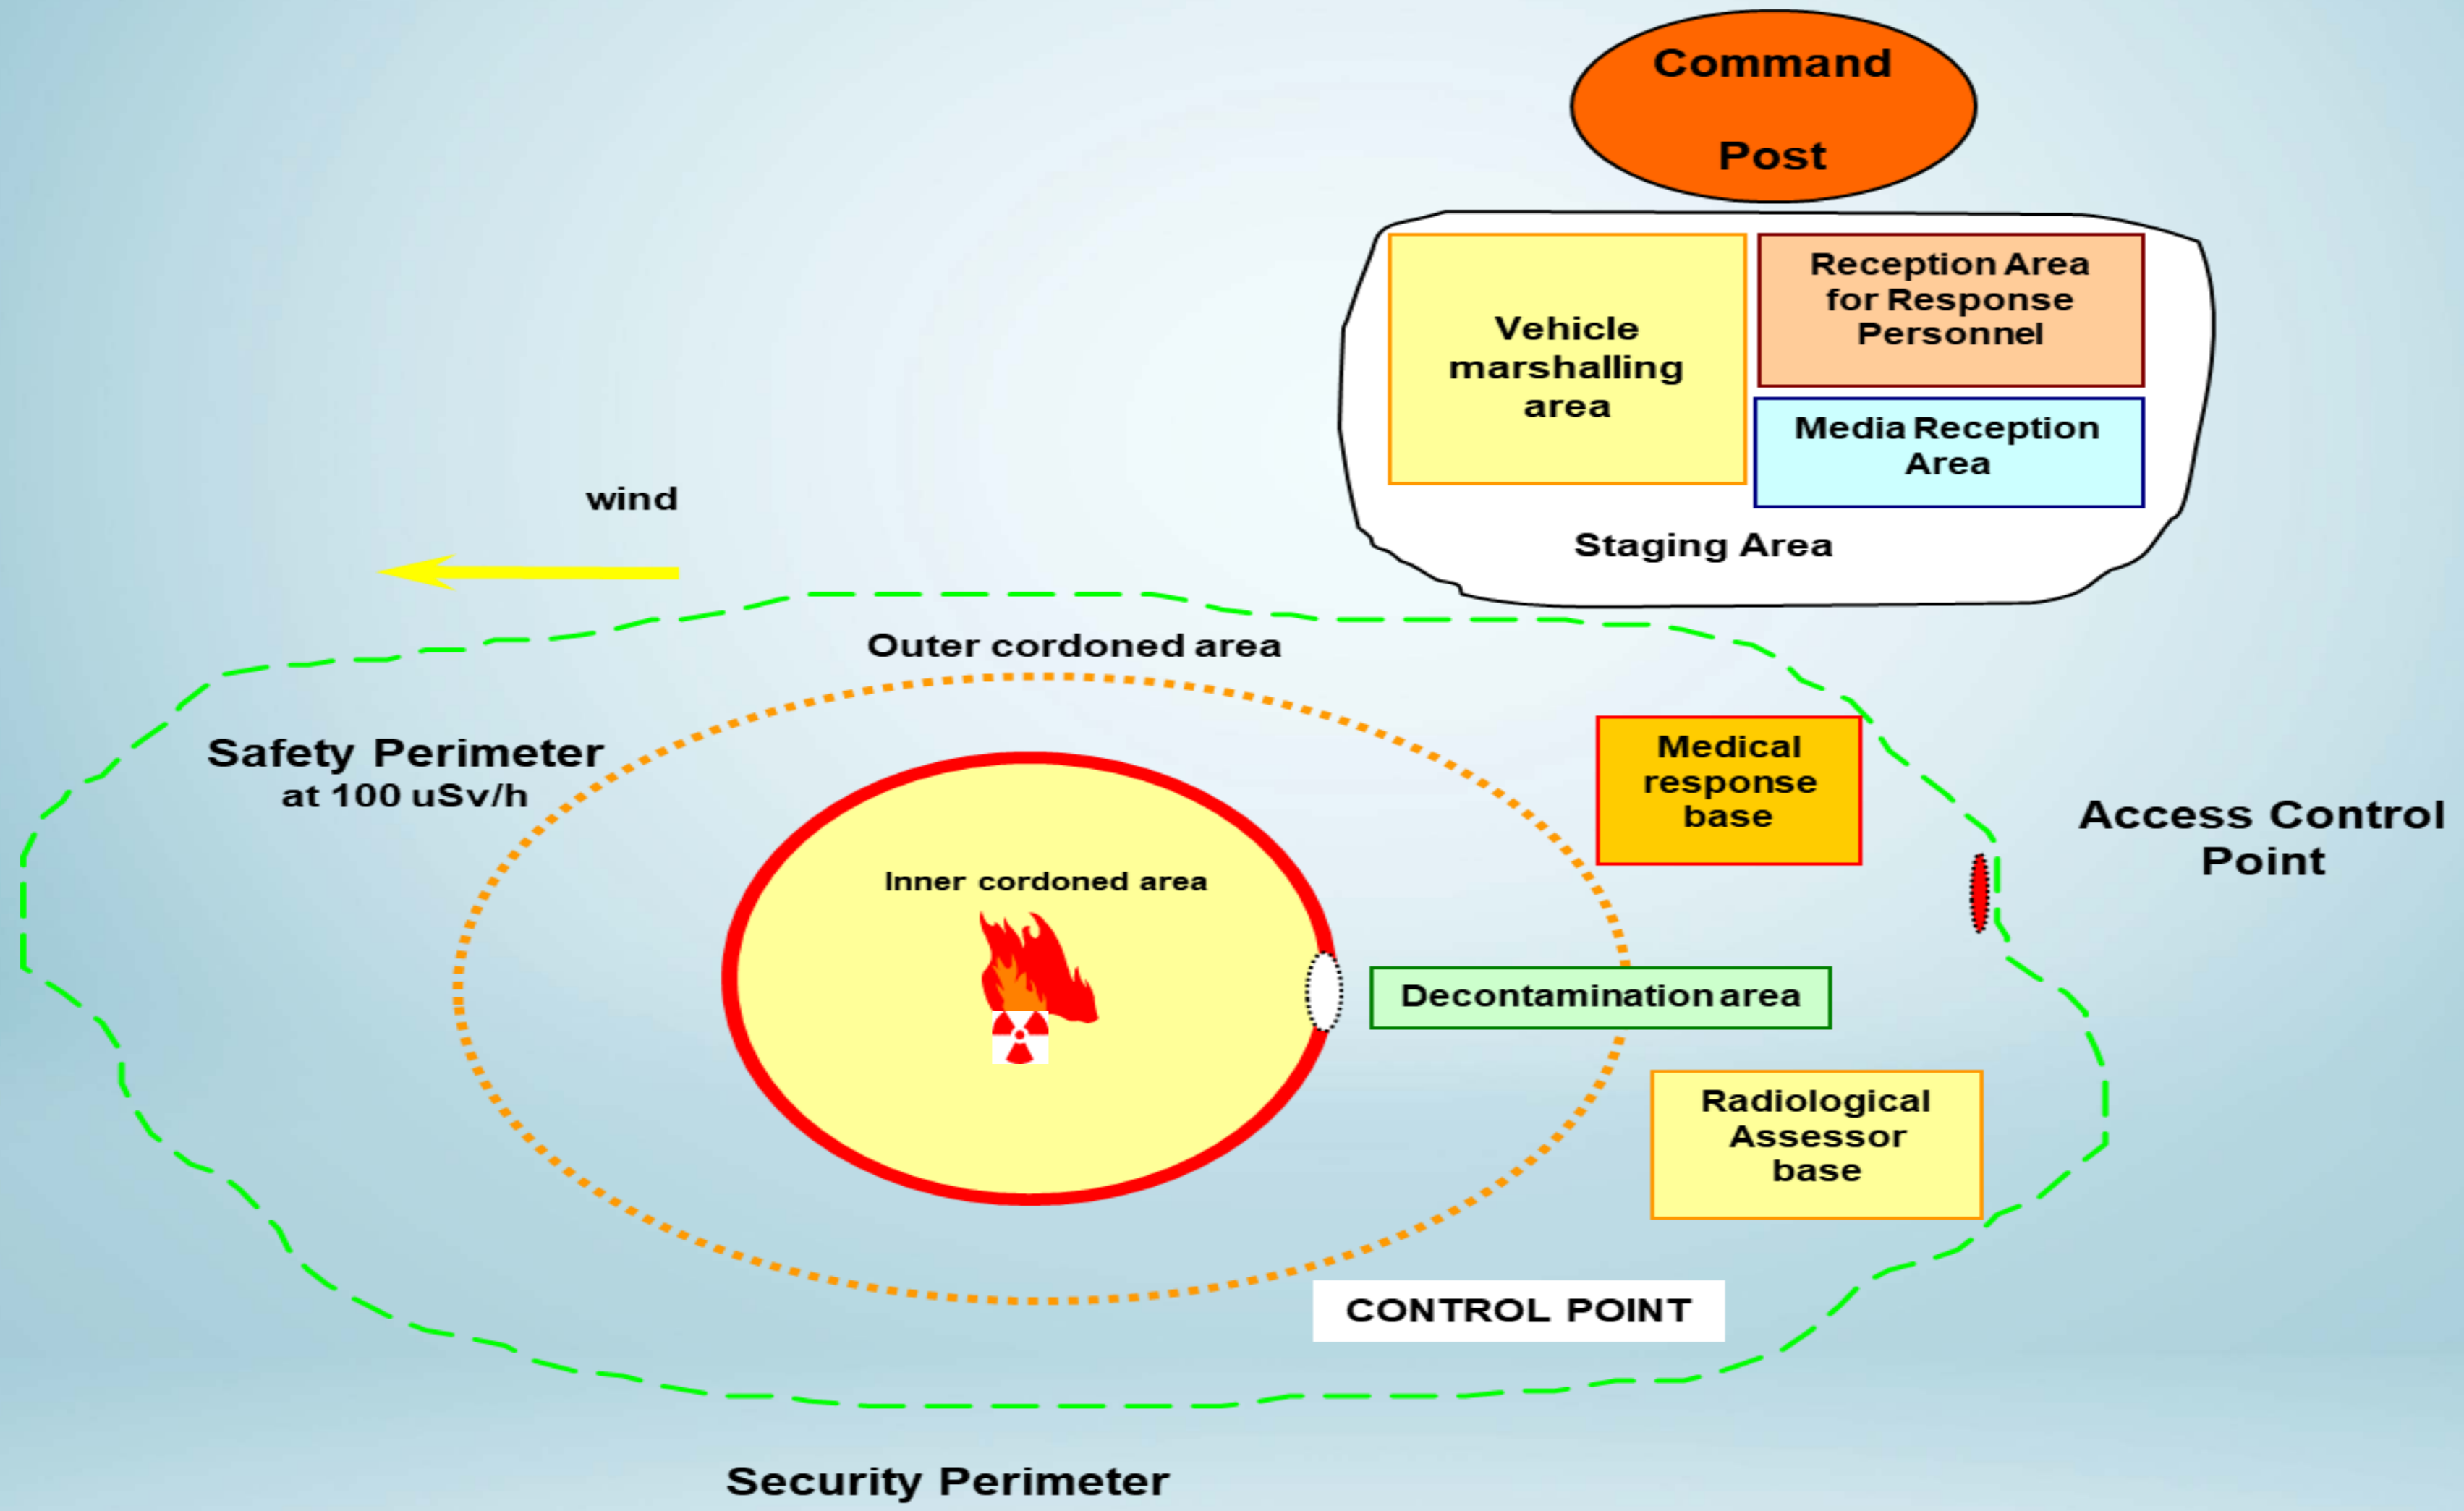 Command
Post
Vehicle
marshalling
area
Reception Area
for Response
Personnel
Media Reception
Area
Staging Area
wind
Outer cordoned area
Safety Perimeter
at 100 uSv/h
Medical
response
base
Access Control
Point
Inner cordoned area
Decontamination area
Radiological
Assessor
base
CONTROL POINT
Security Perimeter